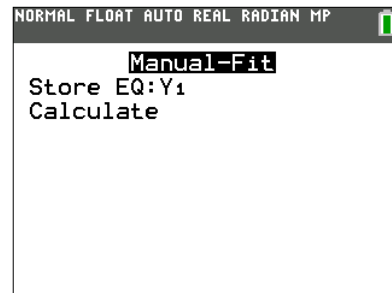 NORMAL FLOAT AUTO REAL RADIAN MP
Manual-Fit
Store EQ:Y₁
Calculate